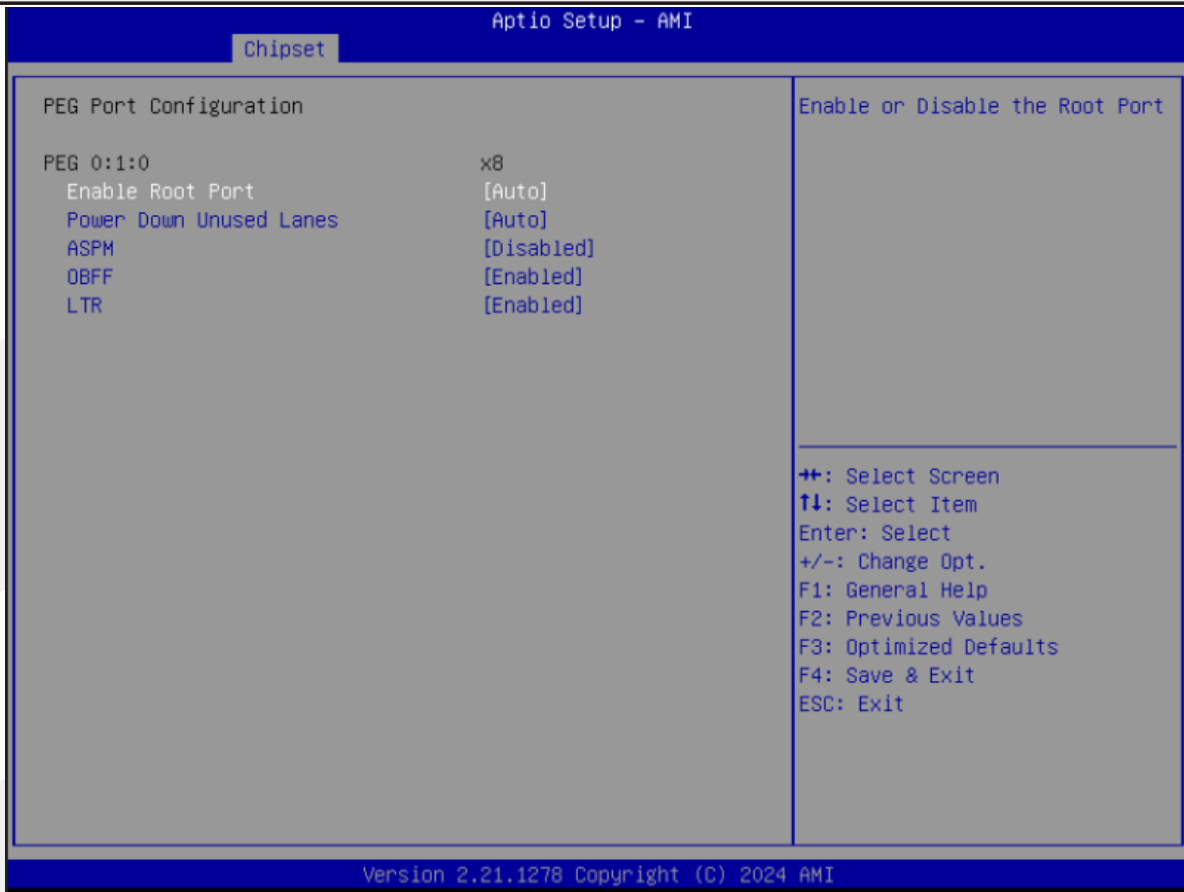 Aptio Setup – AMI
Chipset
PEG Port Configuration
PEG 0:1:0 x8
Enable Root Port [Auto]
Power Down Unused Lanes [Auto]
ASPM [Disabled]
OBFF [Enabled]
LTR [Enabled]
Enable or Disable the Root Port
→←: Select Screen
↑↓: Select Item
Enter: Select
+/-: Change Opt.
F1: General Help
F2: Previous Values
F3: Optimized Defaults
F4: Save & Exit
ESC: Exit
Version 2.21.1278 Copyright (C) 2024 AMI